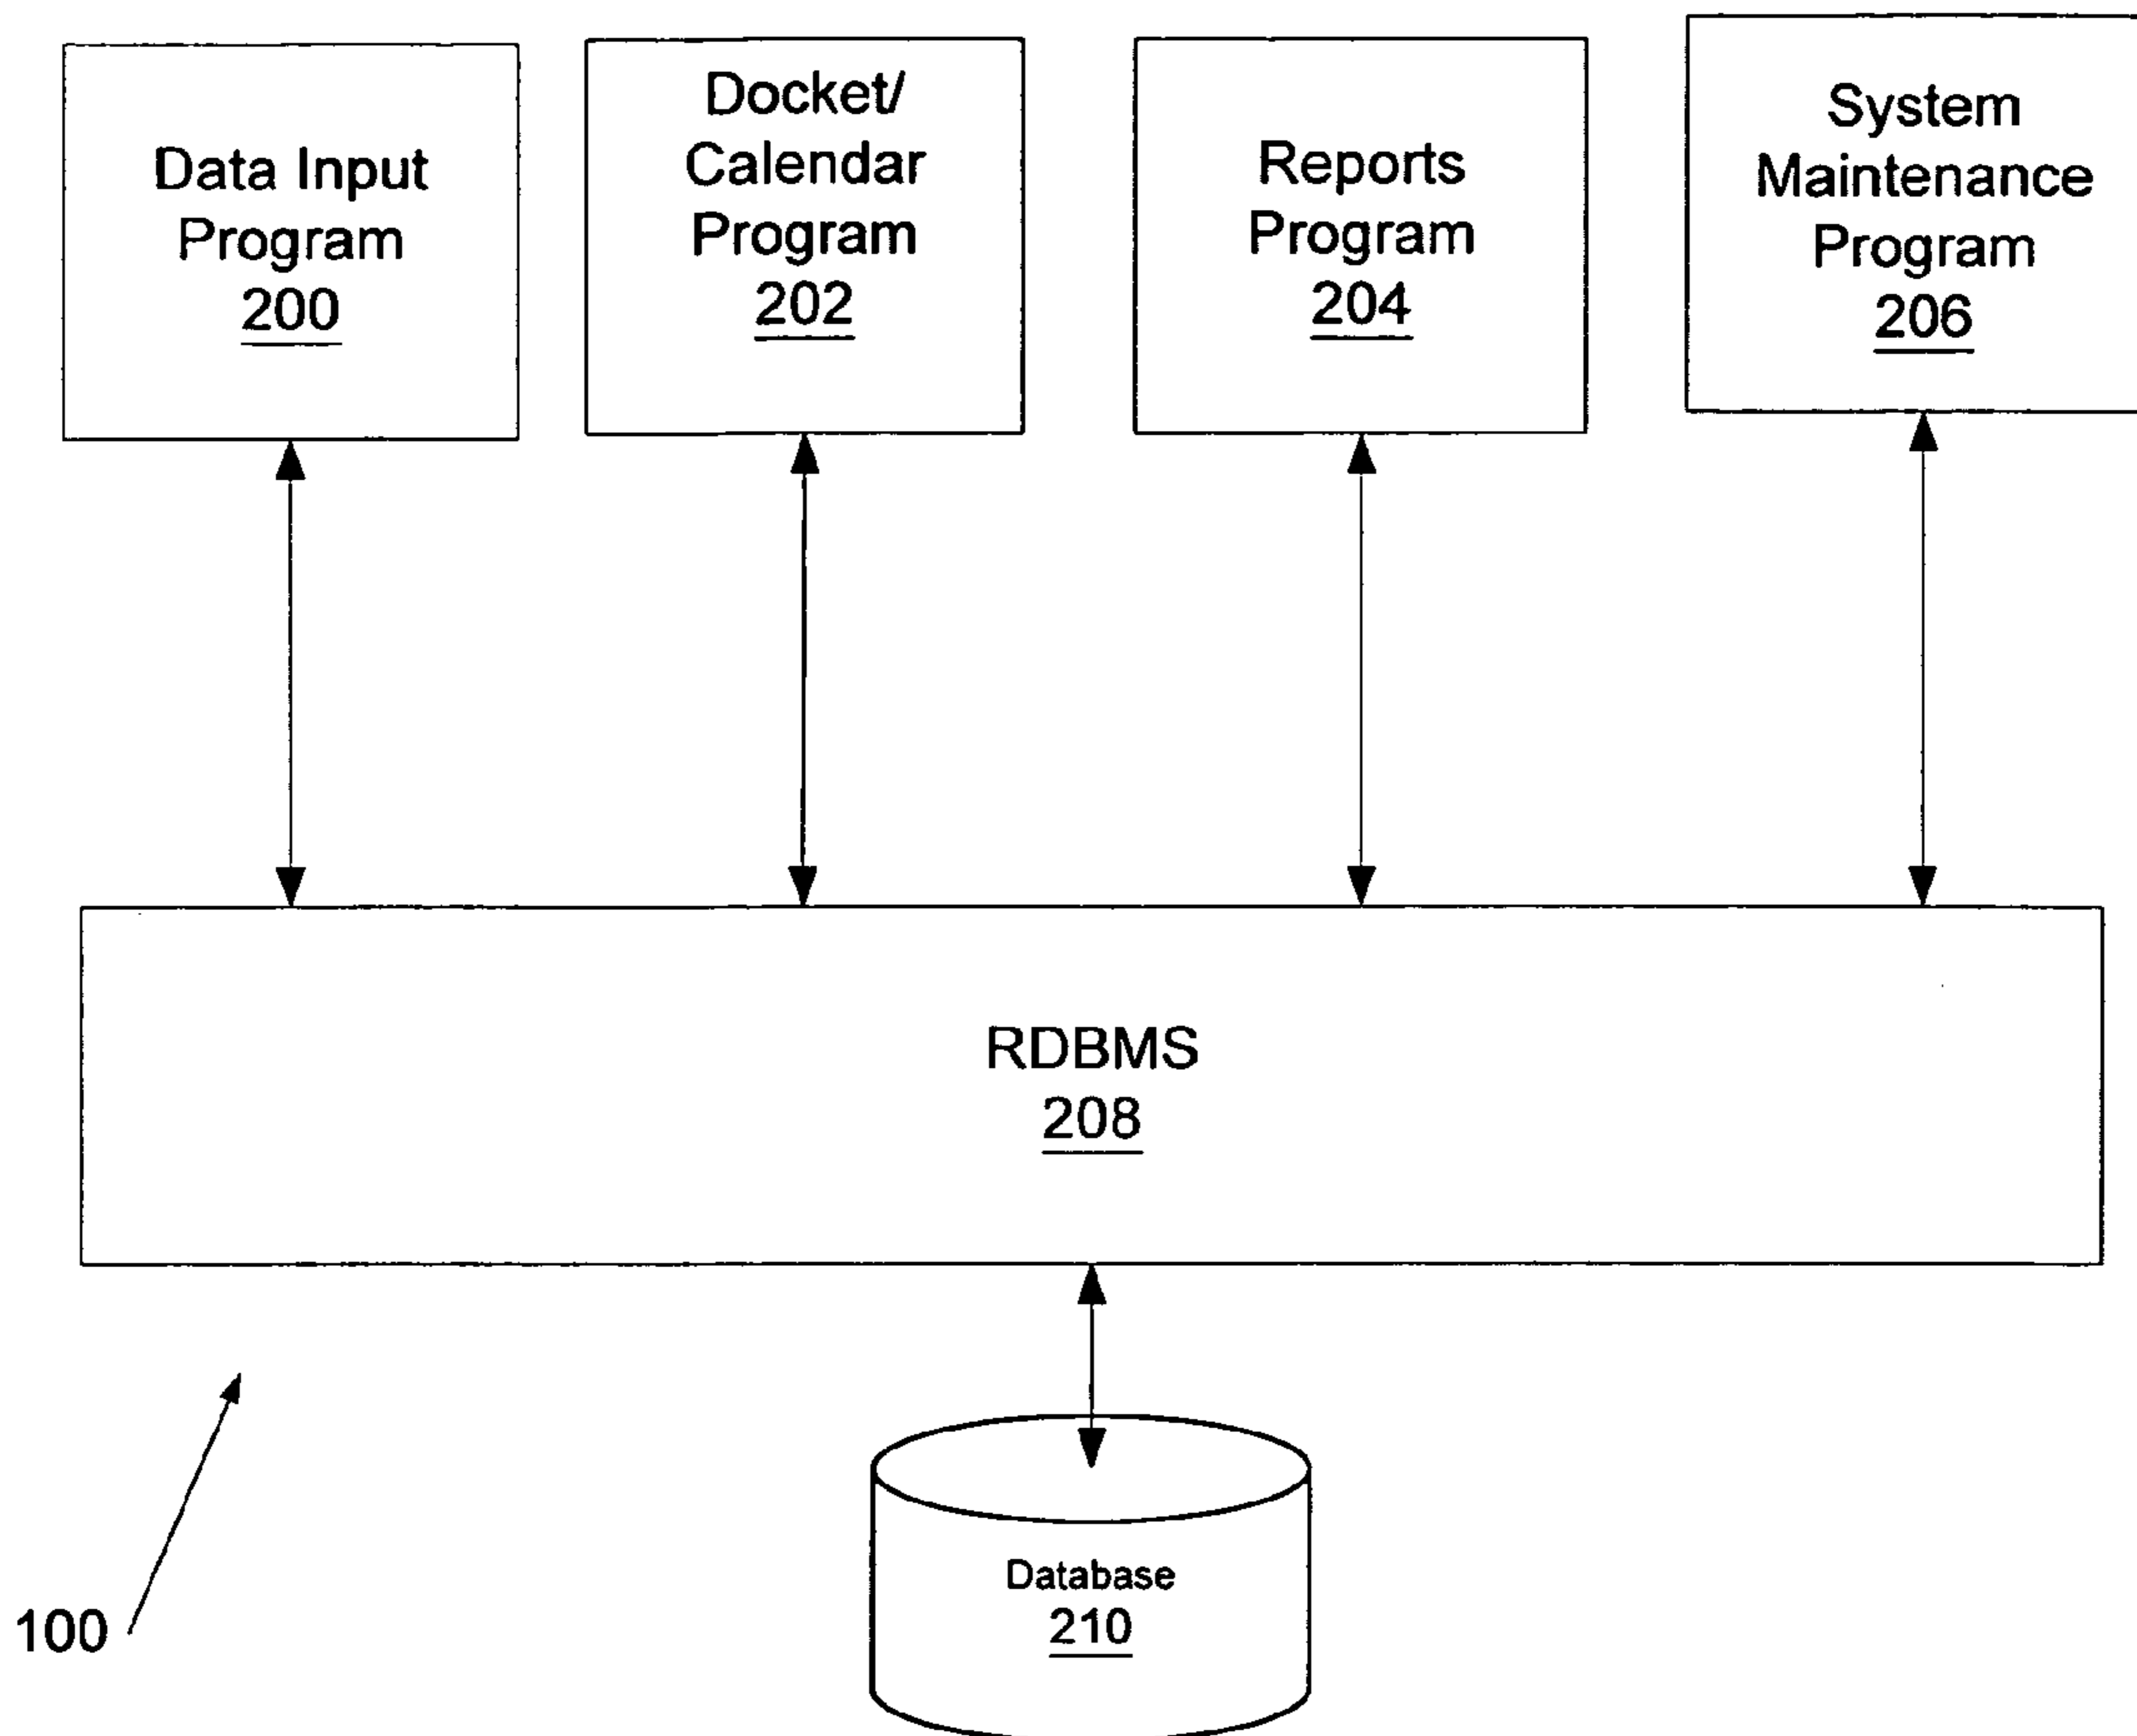 Data Input
Program
200
Docket/
Calendar
Program
202
Reports
Program
204
System
Maintenance
Program
206
RDBMS
208
Database
210
100